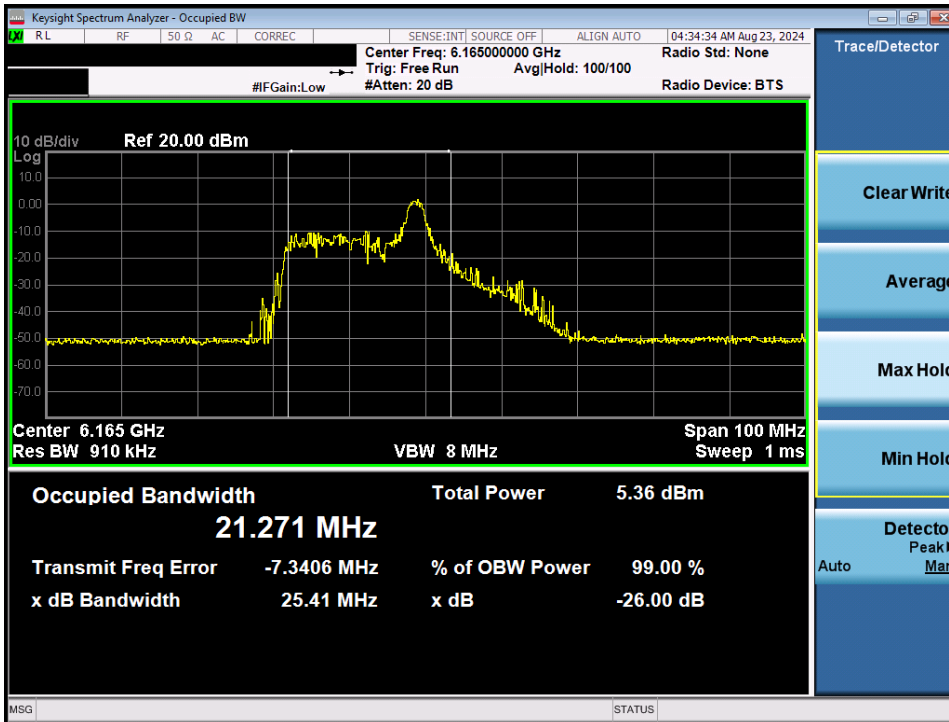 Keysight Spectrum Analyzer - Occupied BW
LXI RL RF 50 Ω AC CORREC SENSE:INT SOURCE OFF ALIGN AUTO 04:34:34 AM Aug 23, 2024
Center Freq: 6.165000000 GHz Radio Std: None
Trig: Free Run Avg|Hold: 100/100
#IFGain:Low #Atten: 20 dB Radio Device: BTS
Trace/Detector
10 dB/div Ref 20.00 dBm
Log
10.0
0.00
-10.0
-20.0
-30.0
-40.0
-50.0
-60.0
-70.0
Center 6.165 GHz Span 100 MHz
Res BW 910 kHz VBW 8 MHz Sweep 1 ms
Occupied Bandwidth Total Power 5.36 dBm
21.271 MHz
Transmit Freq Error -7.3406 MHz % of OBW Power 99.00 %
x dB Bandwidth 25.41 MHz x dB -26.00 dB
Clear Write
Average
Max Hold
Min Hold
Detecto
Peak
Auto Man
MSG STATUS